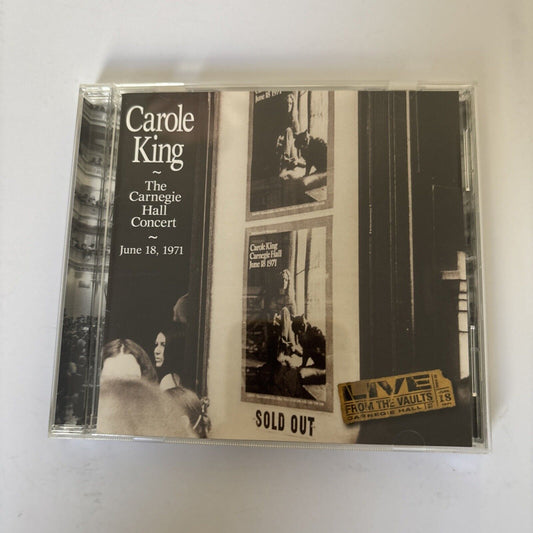 Carole
King
~
The
Carnegie
Hall
Concert
~
June 18, 1971
June 18 1971
Carole King
Carnegie Hall
June 18 1971
SOLD OUT
LIVE
FROM THE VAULTS
CARNEGIE HALL
18